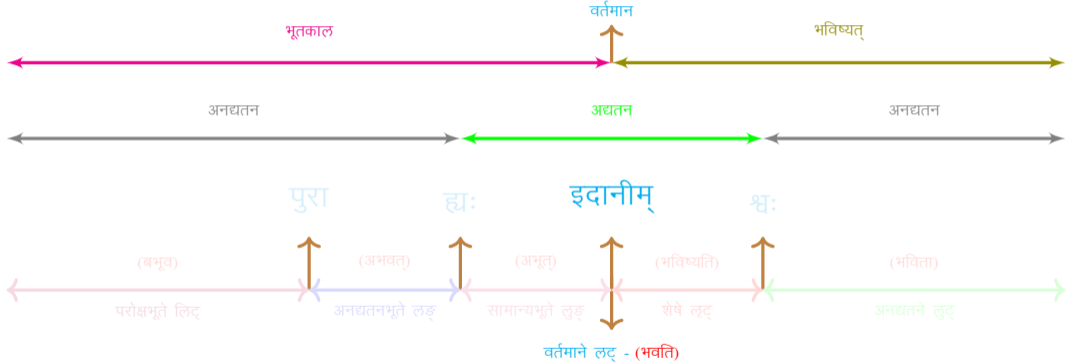 वर्तमान
भूतकाल भविष्यत्
अनद्यतन अद्यतन अनद्यतन
पुरा ह्यः इदानीम् श्वः
(बभूव) (अभवत्) (अभूत्) (भविष्यति) (भविता)
परोक्षभूते लिट् अनद्यतनभूते लङ् सामान्यभूते लुङ् शेषे लृट् अनद्यतने लुट्
वर्तमाने लट् - (भवति)